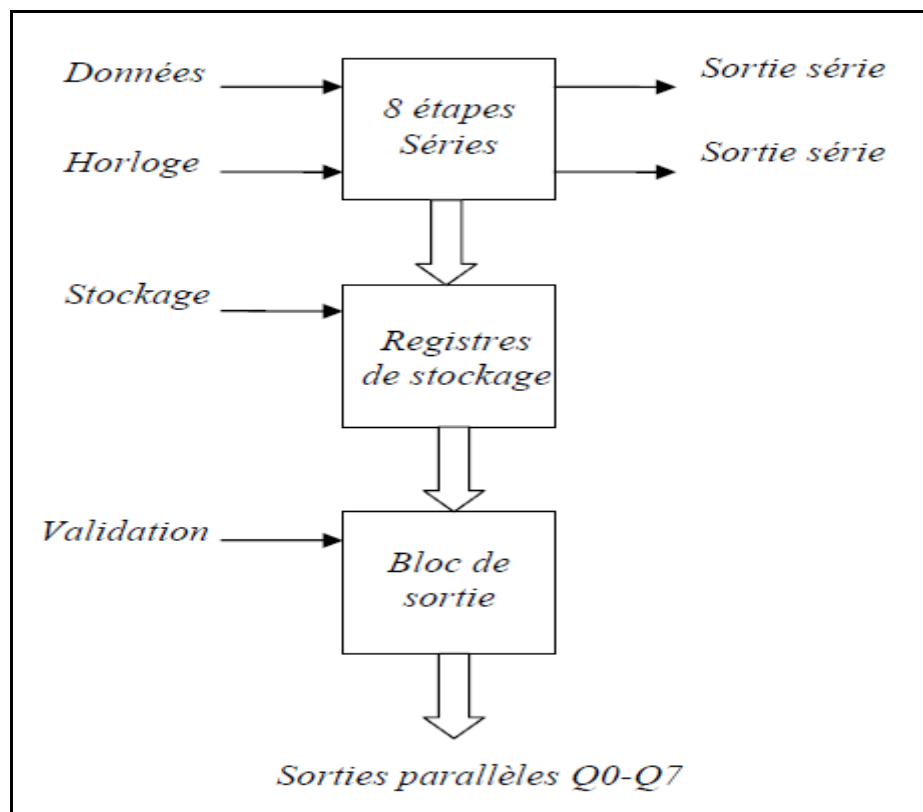 Données
8 étapes
Séries
Sortie série
Horloge
Sortie série
Stockage
Registres
de stockage
Validation
Bloc de
sortie
Sorties parallèles Q0-Q7